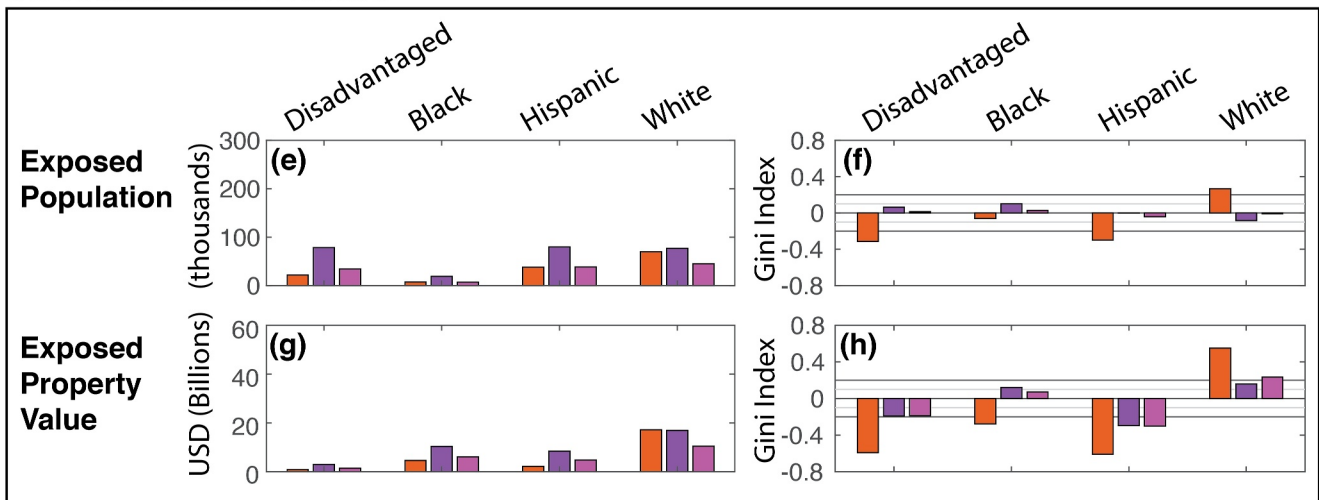 Disadvantaged
Black
Hispanic
White
Disadvantaged
Black
Hispanic
White
Exposed
Population
(thousands)
300
200
100
0
(e)
Gini Index
0.8
0.4
0
-0.4
-0.8
(f)
Exposed
Property
Value
USD (Billions)
60
40
20
0
(g)
Gini Index
0.8
0.4
0
-0.4
-0.8
(h)